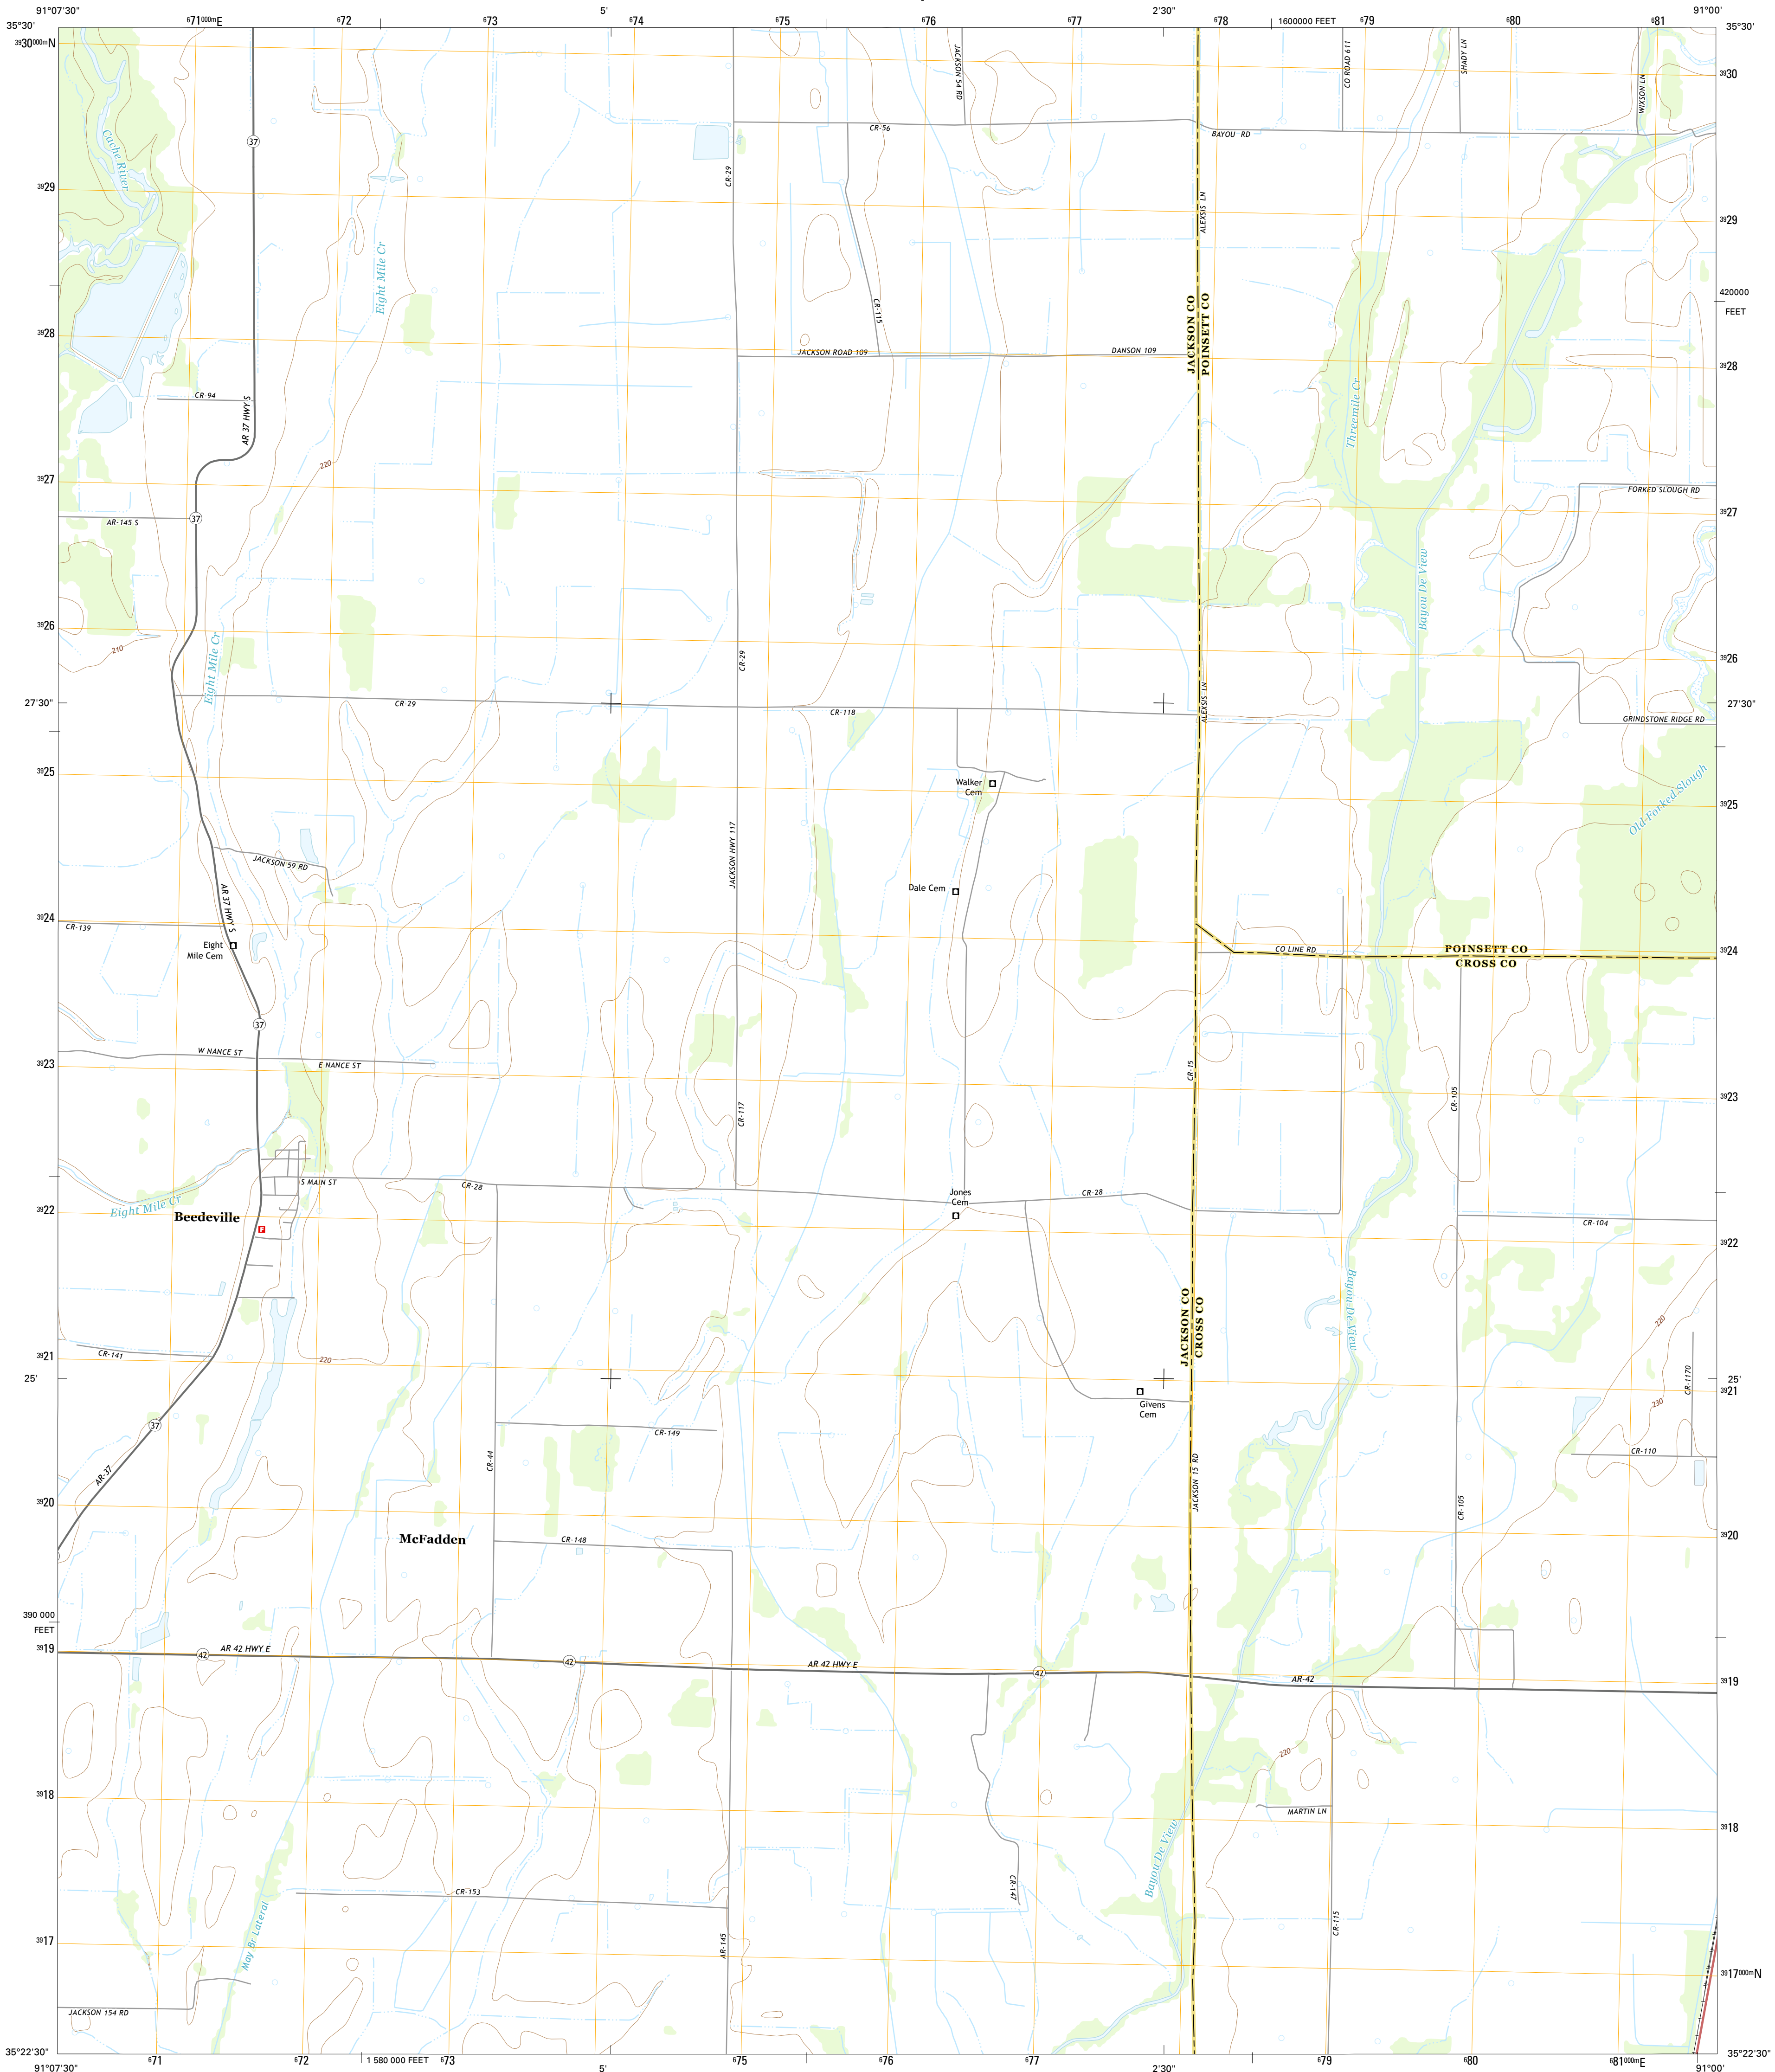 91°07'30" 671000mE 672 673 5' 674 675 676 677 2'30" 678 1600000 FEET 679 680 681 91°00'
35°30' 35°30'
3930000mN 3930
JACKSON 54 RD
CO ROAD 611
SHADY LN
WIXSON LN
CR-56
BAYOU RD
37
Cache River
CR-29
3929 3929
ALEXSIS LN
Eight Mile Cr
420000
FEET
CR-115
JACKSON CO
POINSETT CO
3928 3928
JACKSON ROAD 109
DANSON 109
CR-94
AR 37 HWY S
Threemile Cr
220
3927 3927
FORKED SLOUGH RD
AR-145 S
37
Bayou De View
3926 3926
210
Eight Mile Cr
CR-29
27'30" 27'30"
CR-29
CR-118
ALEXSIS LN
GRINDSTONE RIDGE RD
3925 3925
Walker
Cem
Old Forked Slough
JACKSON HWY 117
JACKSON 59 RD
Dale Cem
AR 37 HWY S
3924 3924
CR-139
Eight
Mile Cem
CO LINE RD
POINSETT CO
CROSS CO
37
W NANCE ST
E NANCE ST
3923 3923
CR-15
CR-105
CR-117
S MAIN ST
CR-28
Jones
Cem
CR-28
Eight Mile Cr
3922 3922
Beedeville
F
CR-104
JACKSON CO
CROSS CO
Bayou De View
220
3921 3921
CR-141
220
25' 25'
CR-1170
Givens
Cem
230
37
CR-149
CR-110
CR-44
AR-37
JACKSON 15 RD
CR-105
3920 3920
McFadden
CR-148
390 000
FEET
3919 3919
42
AR 42 HWY E
42
AR 42 HWY E
42
AR-42
220
3918 3918
MARTIN LN
Bayou De View
CR-153
CR-147
CR-115
May Br Lateral
AR-145
3917 3917000mN
JACKSON 154 RD
35°22'30" 35°22'30"
91°07'30" 671 672 1 580 000 FEET 673 5' 675 676 677 2'30" 679 680 681000mE 91°00'